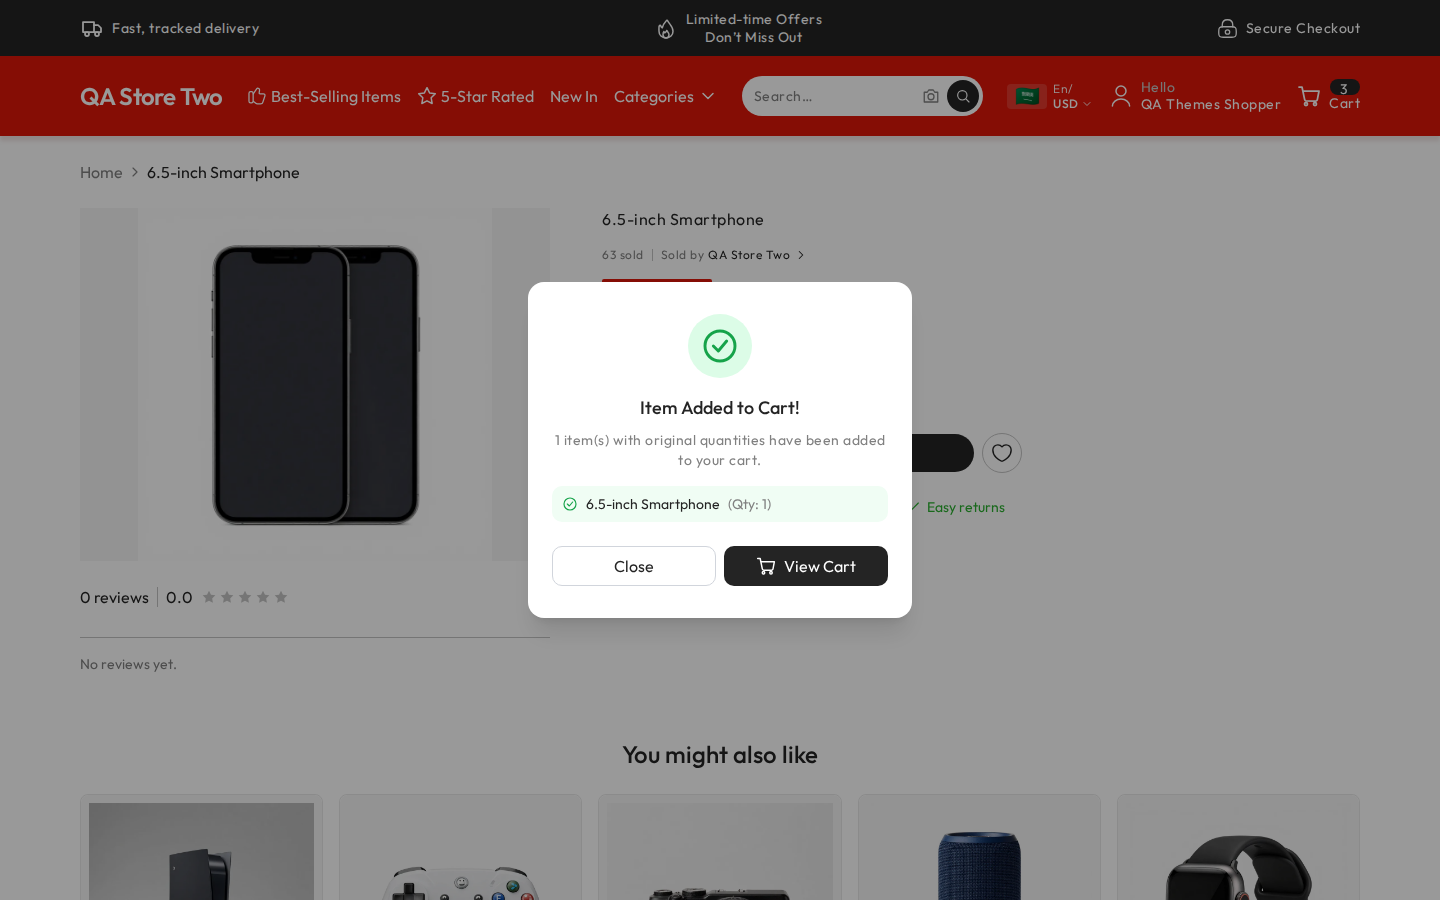 Fast, tracked delivery
Limited-time Offers
Don't Miss Out
Secure Checkout
QA Store Two
Best-Selling Items
5-Star Rated
New In
Categories
Search...
En/
USD
Hello
QA Themes Shopper
3
Cart
Home
6.5-inch Smartphone
6.5-inch Smartphone
63 sold
Sold by QA Store Two
Item Added to Cart!
1 item(s) with original quantities have been added
to your cart.
6.5-inch Smartphone (Qty: 1)
Close
View Cart
Easy returns
0 reviews
0.0
No reviews yet.
You might also like